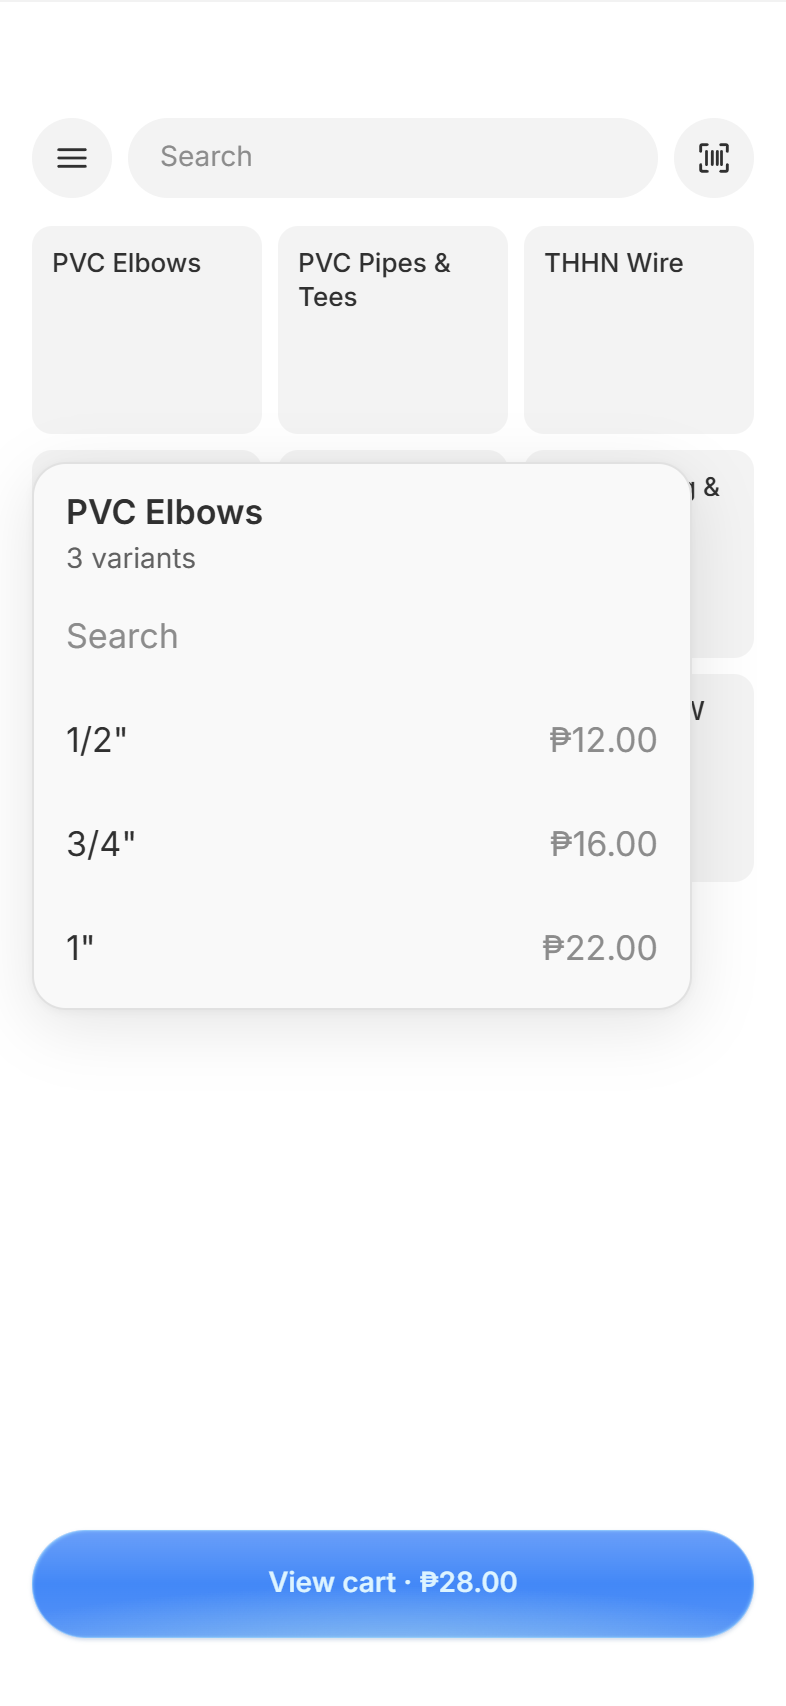 Search
PVC Elbows
PVC Pipes &
Tees
THHN Wire
&
PVC Elbows
3 variants
Search
1/2" ₱12.00
3/4" ₱16.00
1" ₱22.00
View cart · ₱28.00